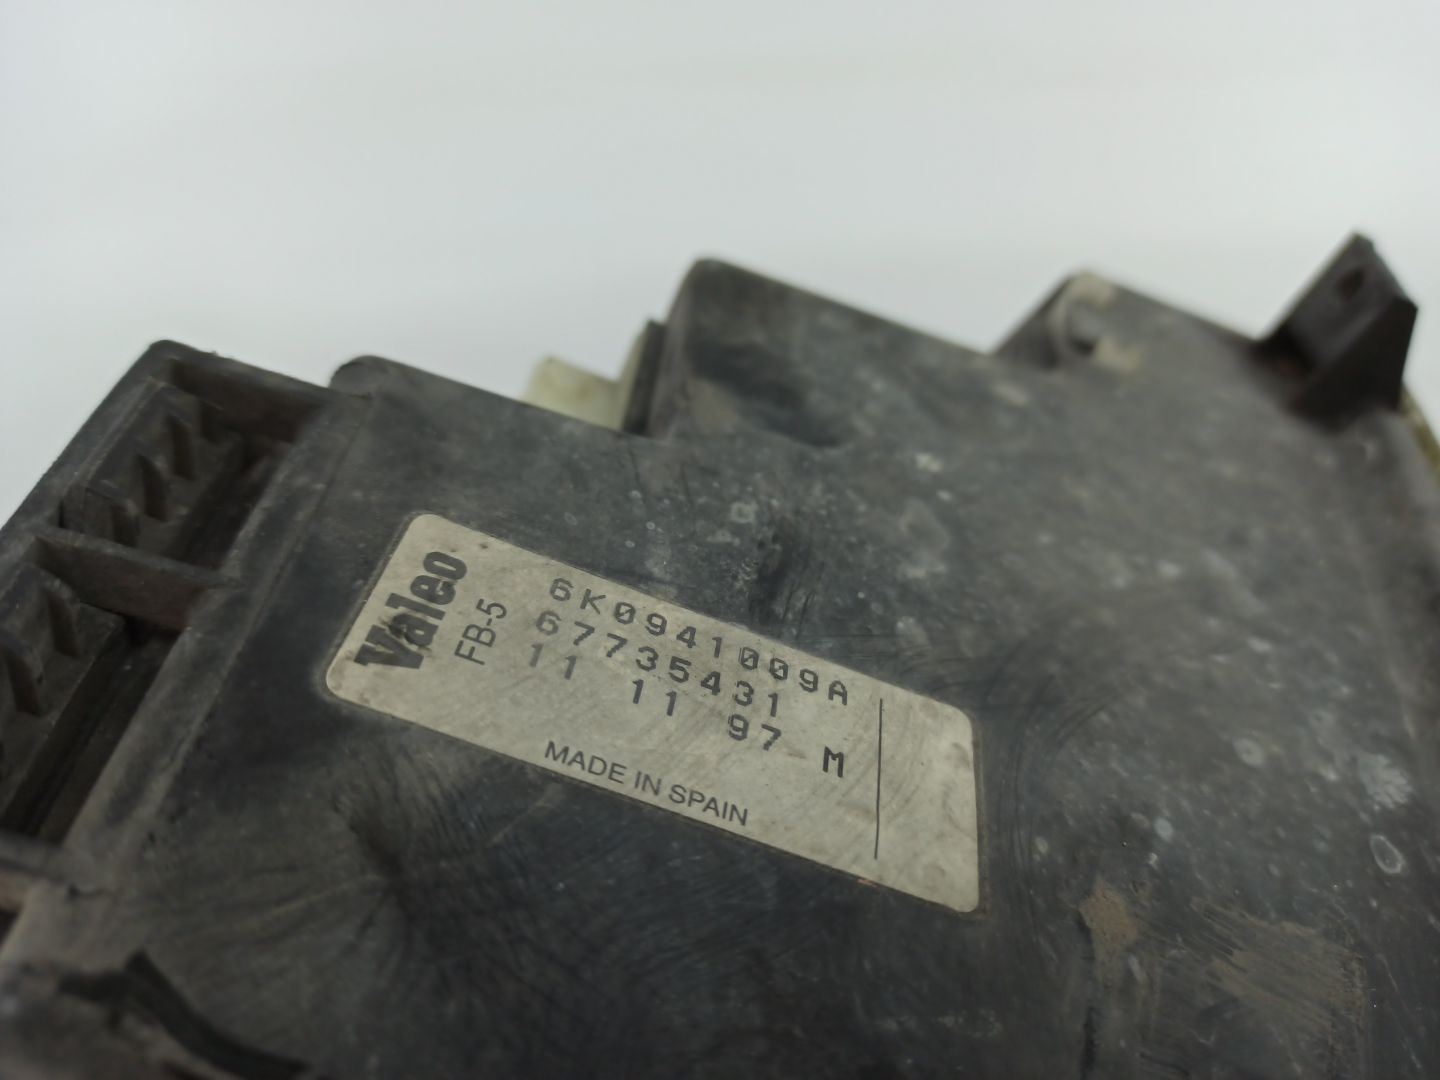 Valeo
FB-5
6K0941009A
67735431
11 11 97 M
MADE IN SPAIN